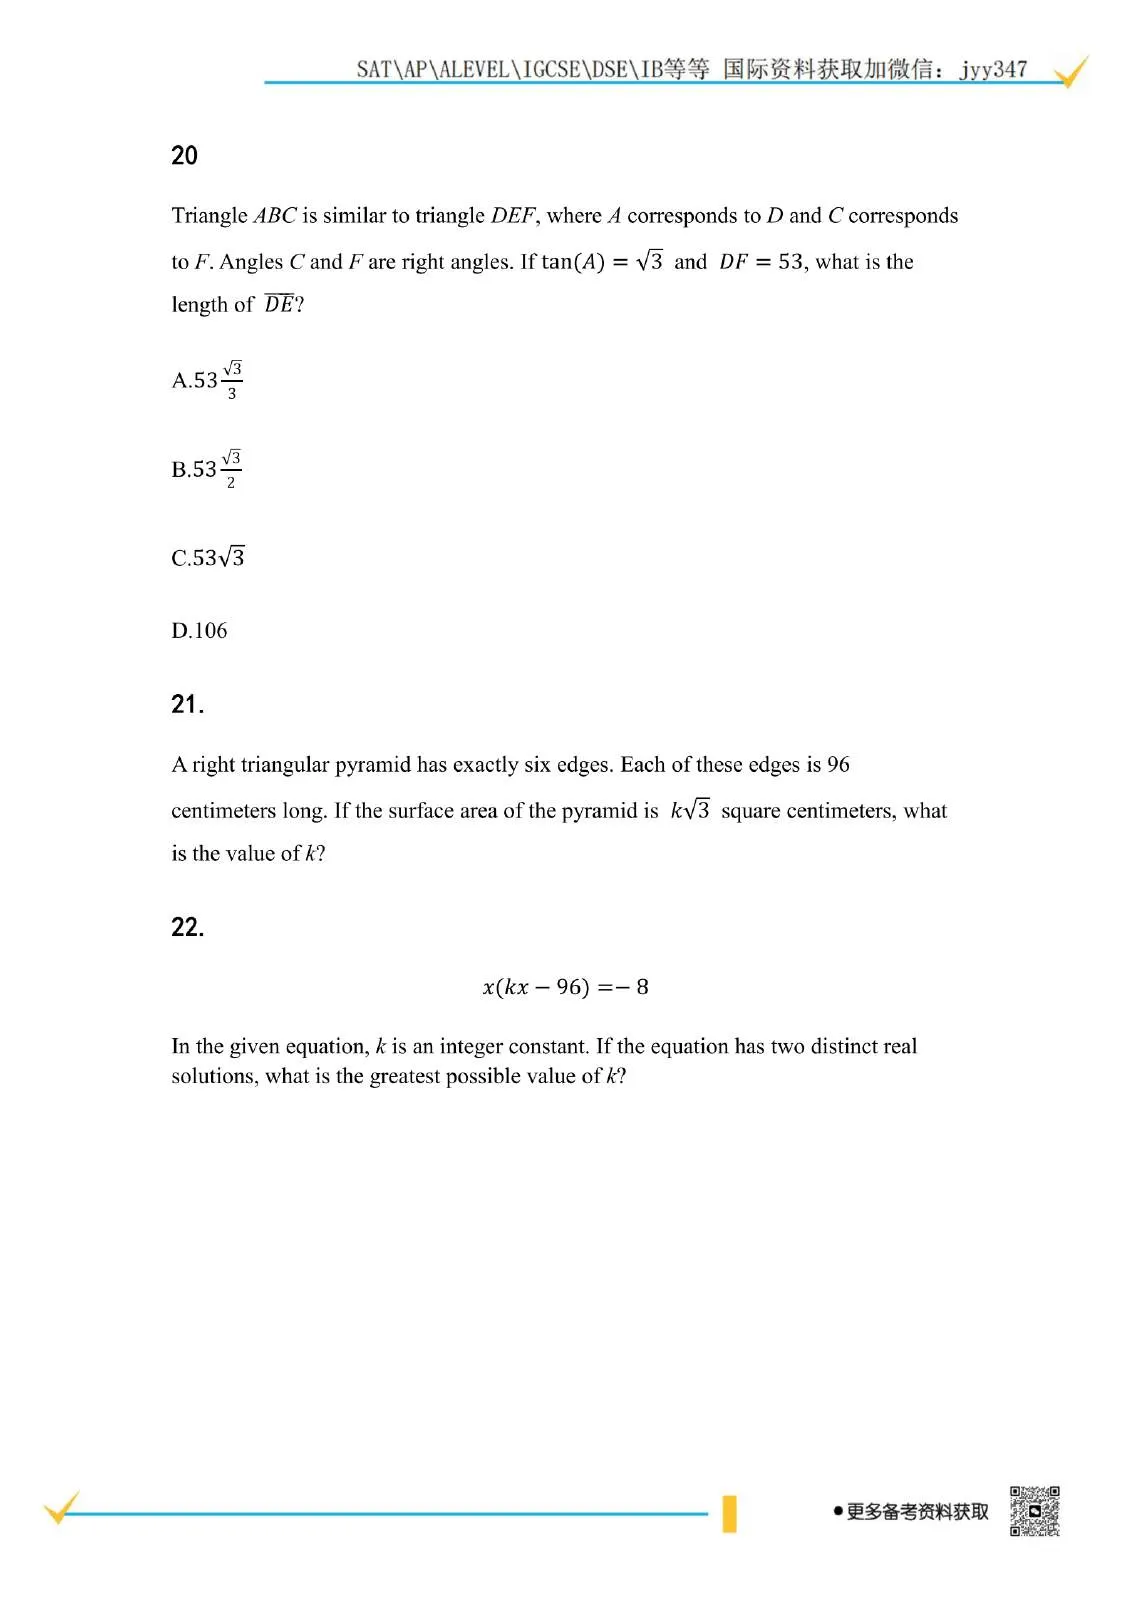 SAT\AP\ALEVEL\IGCSE\DSE\IB等等 国际资料获取加微信：jyy347
20
Triangle ABC is similar to triangle DEF, where A corresponds to D and C corresponds
to F. Angles C and F are right angles. If tan(A) = √3 and DF = 53, what is the
length of D̅E̅?
A.53 √3/3
B.53 √3/2
C.53√3
D.106
21.
A right triangular pyramid has exactly six edges. Each of these edges is 96
centimeters long. If the surface area of the pyramid is k√3 square centimeters, what
is the value of k?
22.
x(kx − 96) =− 8
In the given equation, k is an integer constant. If the equation has two distinct real
solutions, what is the greatest possible value of k?
●更多备考资料获取